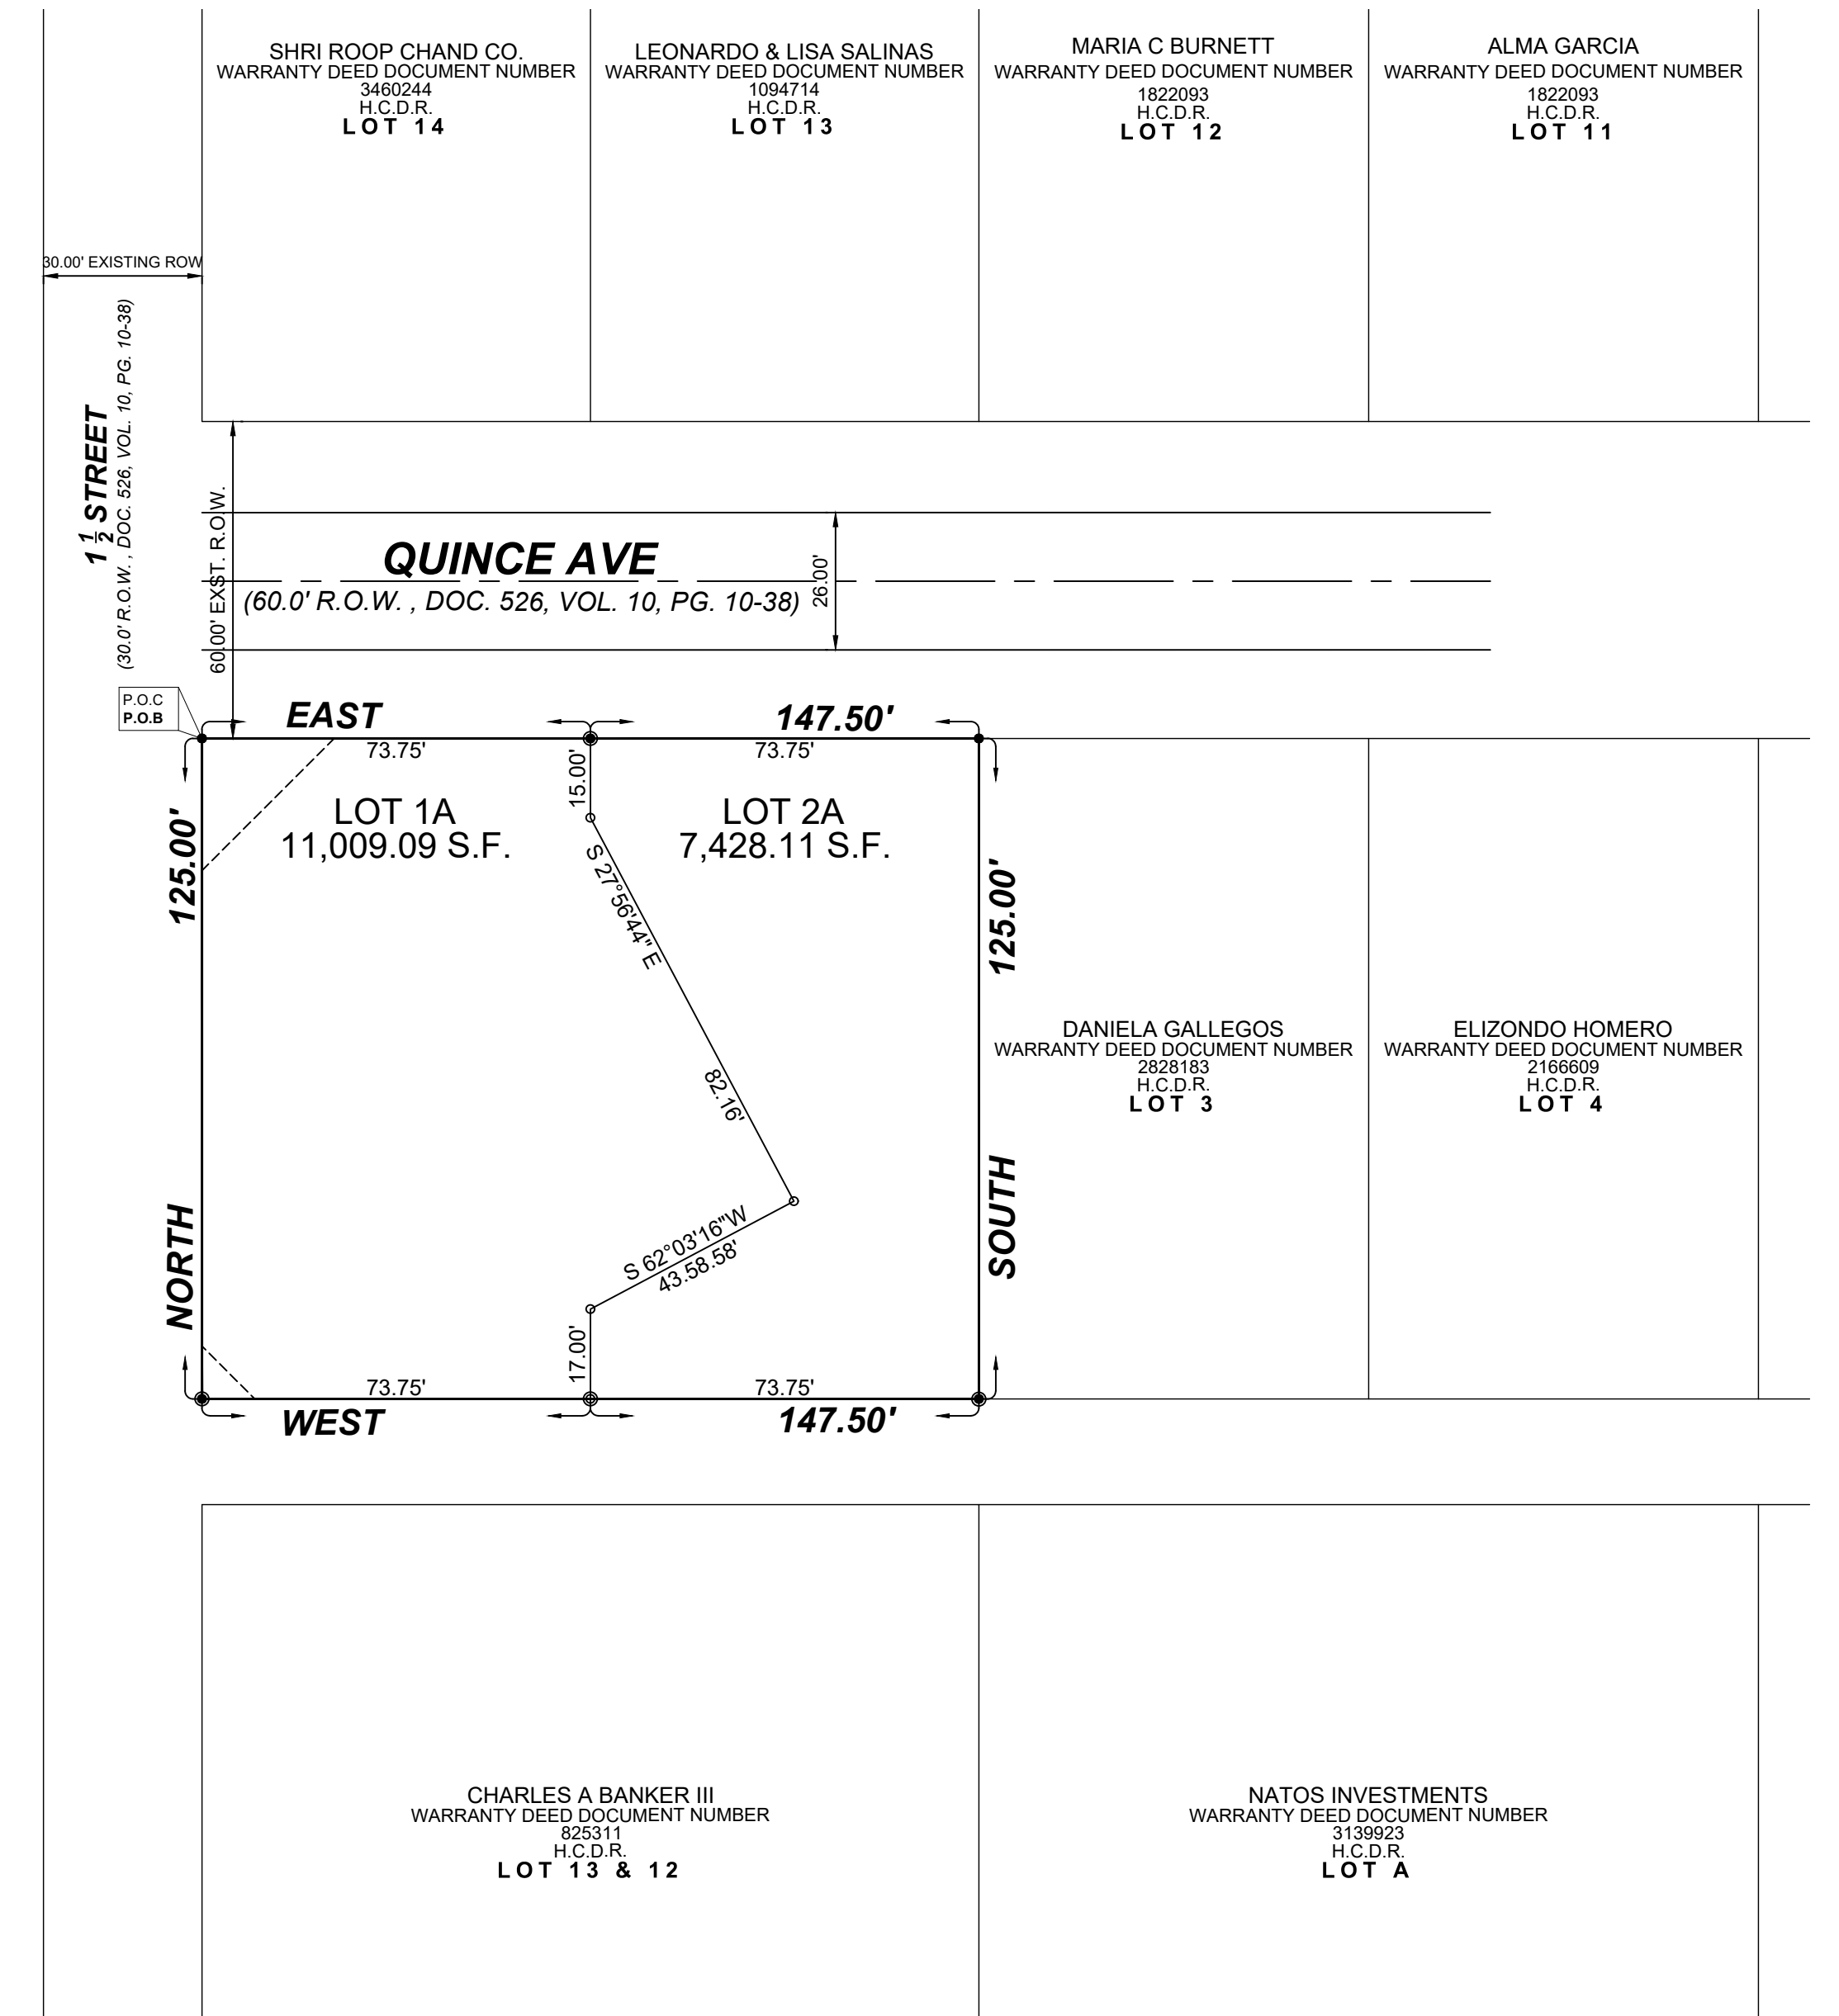 SHRI ROOP CHAND CO.
WARRANTY DEED DOCUMENT NUMBER
3460244
H.C.D.R.
LOT 14
LEONARDO & LISA SALINAS
WARRANTY DEED DOCUMENT NUMBER
1094714
H.C.D.R.
LOT 13
MARIA C BURNETT
WARRANTY DEED DOCUMENT NUMBER
1822093
H.C.D.R.
LOT 12
ALMA GARCIA
WARRANTY DEED DOCUMENT NUMBER
1822093
H.C.D.R.
LOT 11
30.00' EXISTING ROW
1 1/2 STREET
(30.0' R.O.W. , DOC. 526, VOL. 10, PG. 10-38)
60.00' EXST. R.O.W.
QUINCE AVE
(60.0' R.O.W. , DOC. 526, VOL. 10, PG. 10-38)
26.00'
P.O.C
P.O.B
EAST
147.50'
73.75'
73.75'
15.00'
LOT 1A
11,009.09 S.F.
LOT 2A
7,428.11 S.F.
125.00'
NORTH
S 27°56'44" E
82.16'
S 62°03'16"W
43.58.58'
17.00'
125.00'
SOUTH
DANIELA GALLEGOS
WARRANTY DEED DOCUMENT NUMBER
2828183
H.C.D.R.
LOT 3
ELIZONDO HOMERO
WARRANTY DEED DOCUMENT NUMBER
2166609
H.C.D.R.
LOT 4
73.75'
73.75'
WEST
147.50'
CHARLES A BANKER III
WARRANTY DEED DOCUMENT NUMBER
825311
H.C.D.R.
LOT 13 & 12
NATOS INVESTMENTS
WARRANTY DEED DOCUMENT NUMBER
3139923
H.C.D.R.
LOT A